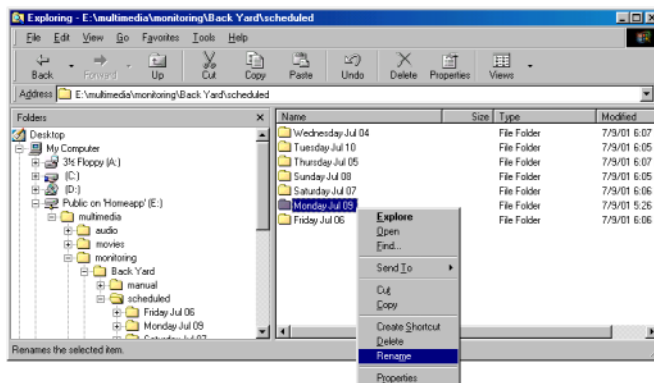 Exploring - E:\multimedia\monitoring\Back Yard\scheduled
File Edit View Go Favorites Tools Help
Back Forward Up Cut Copy Paste Undo Delete Properties Views
Address E:\multimedia\monitoring\Back Yard\scheduled
Folders
Desktop
My Computer
3½ Floppy (A:)
(C:)
(D:)
Public on 'Homeapp' (E:)
multimedia
audio
movies
monitoring
Back Yard
manual
scheduled
Friday Jul 06
Monday Jul 09
Saturday Jul 07
Name Size Type Modified
Wednesday Jul 04 File Folder 7/9/01 6:07
Tuesday Jul 10 File Folder 7/9/01 6:05
Thursday Jul 05 File Folder 7/9/01 6:07
Sunday Jul 08 File Folder 7/9/01 6:05
Saturday Jul 07 File Folder 7/9/01 6:06
Monday Jul 09 File Folder 7/9/01 5:26
Friday Jul 06 File Folder 7/9/01 6:06
Explore
Open
Find...
Send To
Cut
Copy
Create Shortcut
Delete
Rename
Properties
Renames the selected item.